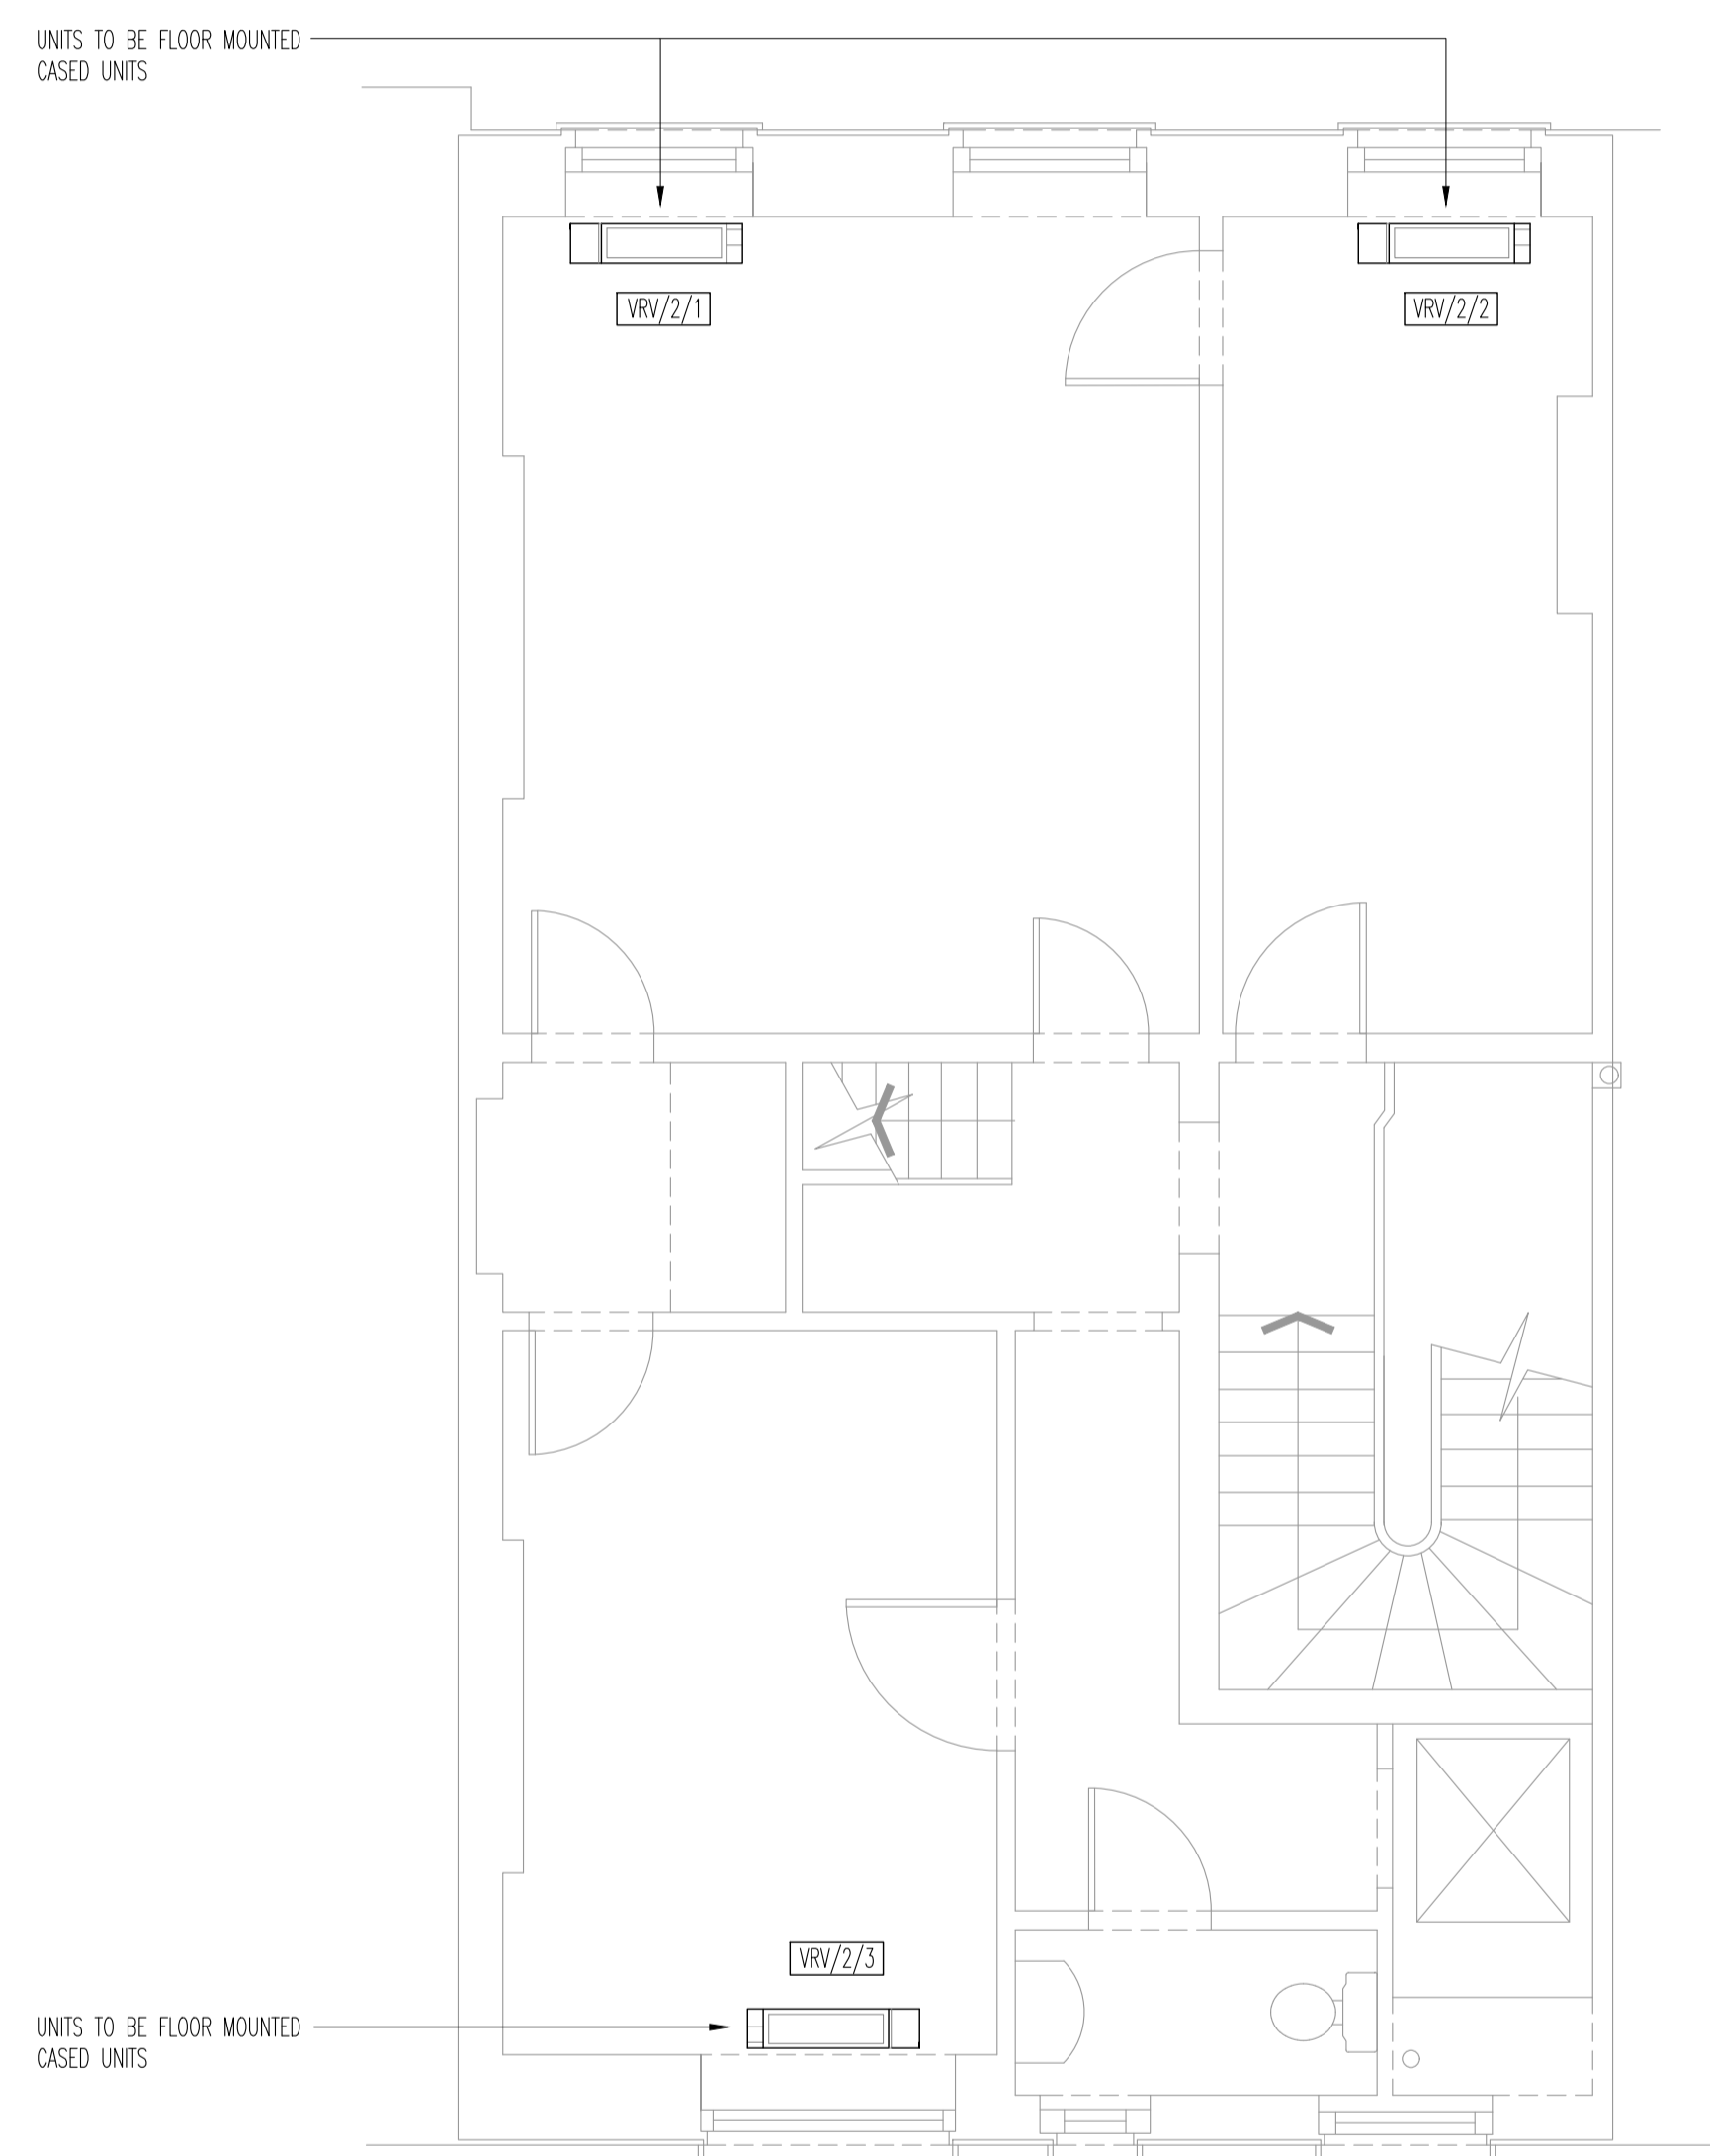 UNITS TO BE FLOOR MOUNTED
CASED UNITS
VRV/2/1
VRV/2/2
VRV/2/3
UNITS TO BE FLOOR MOUNTED
CASED UNITS